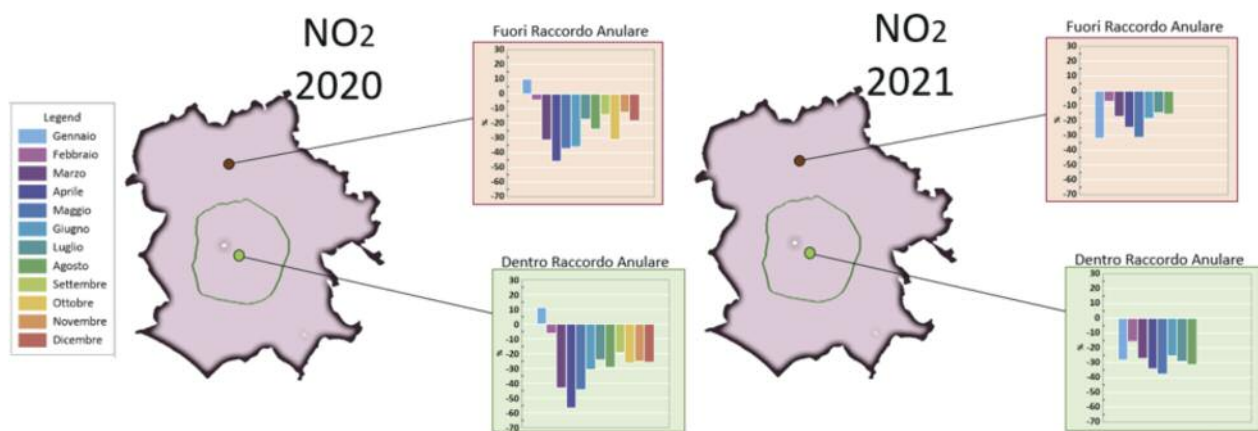 NO2
2020
Legend
Gennaio
Febbraio
Marzo
Aprile
Maggio
Giugno
Luglio
Agosto
Settembre
Ottobre
Novembre
Dicembre
Fuori Raccordo Anulare
30
20
10
0
-10
-20
-30
-40
-50
-60
-70
%
Dentro Raccordo Anulare
30
20
10
0
-10
-20
-30
-40
-50
-60
-70
%
NO2
2021
Fuori Raccordo Anulare
30
20
10
0
-10
-20
-30
-40
-50
-60
-70
%
Dentro Raccordo Anulare
30
20
10
0
-10
-20
-30
-40
-50
-60
-70
%